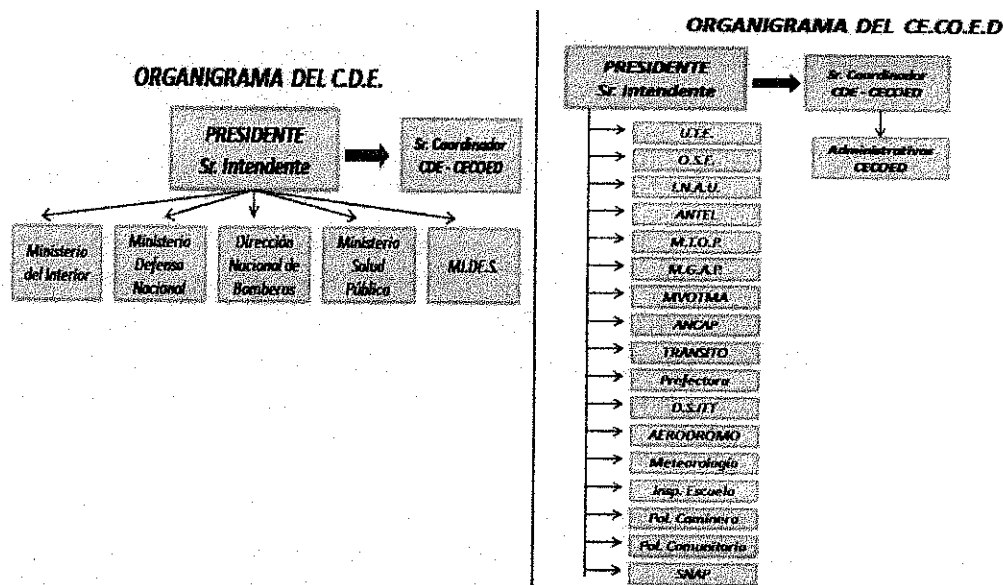 ORGANIGRAMA DEL C.D.E.
PRESIDENTE
Sr. Intendente
Sr. Coordinador
CDE - CECOED
Ministerio
del Interior
Ministerio
Defensa
Nacional
Dirección
Nacional de
Bomberos
Ministerio
Salud
Pública
MI.DE.S.
ORGANIGRAMA DEL CE.CO.E.D
PRESIDENTE
Sr. Intendente
Sr. Coordinador
CDE - CECOED
Administrativos
CECOED
U.T.E.
O.S.E.
I.N.A.U.
ANTEL
M.T.O.P.
M.G.A.P.
MVOTMA
ANCAP
TRANSITO
Prefectura
AERODROMO
Meteorología
Insp. Escuela
Pol. Caminera
Pol. Comunitaria
SNAP